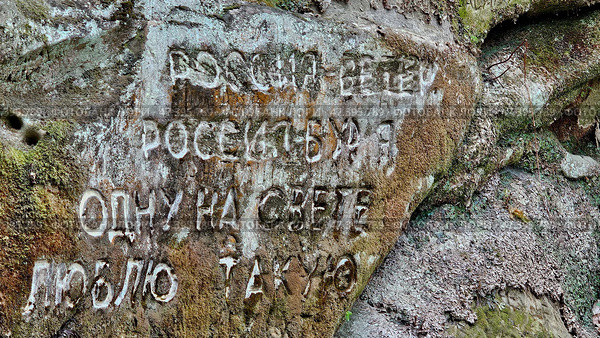 РОССИЯ-ВЕТЕР
РОССИЯ БУРЯ
ОДНУ НА СВЕТЕ
ЛЮБЛЮ ТАКУЮ